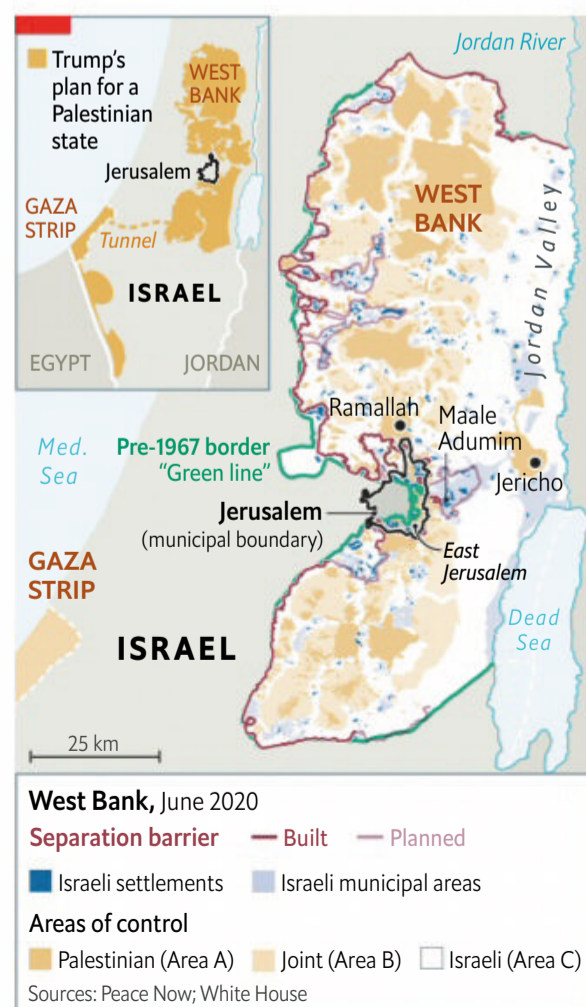 Trump's
plan for a
Palestinian
state
WEST
BANK
Jerusalem
GAZA
STRIP
Tunnel
ISRAEL
EGYPT
JORDAN
Jordan River
WEST
BANK
Jordan Valley
Ramallah
Maale
Adumim
Jericho
Med.
Sea
Pre-1967 border
“Green line”
Jerusalem
(municipal boundary)
East
Jerusalem
GAZA
STRIP
ISRAEL
Dead
Sea
25 km
West Bank, June 2020
Separation barrier Built Planned
Israeli settlements Israeli municipal areas
Areas of control
Palestinian (Area A) Joint (Area B) Israeli (Area C)
Sources: Peace Now; White House